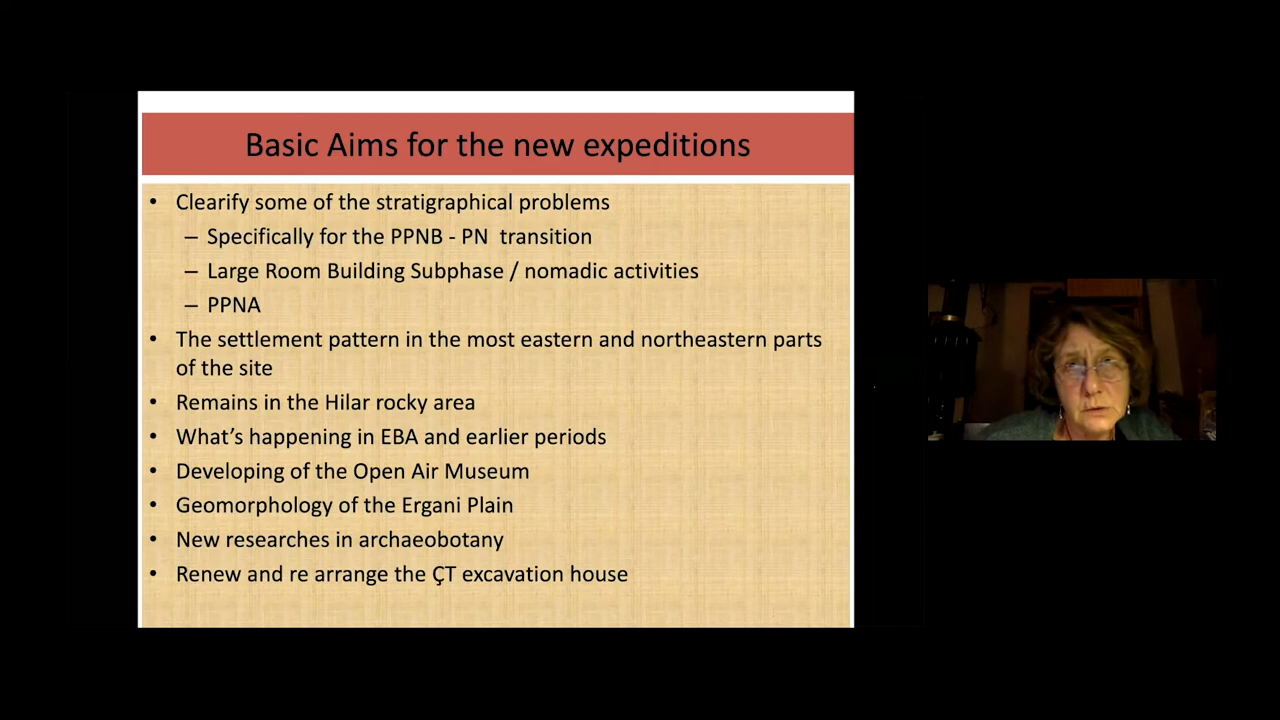 Basic Aims for the new expeditions
• Clearify some of the stratigraphical problems
– Specifically for the PPNB - PN transition
– Large Room Building Subphase / nomadic activities
– PPNA
• The settlement pattern in the most eastern and northeastern parts
of the site
• Remains in the Hilar rocky area
• What's happening in EBA and earlier periods
• Developing of the Open Air Museum
• Geomorphology of the Ergani Plain
• New researches in archaeobotany
• Renew and re arrange the ÇT excavation house